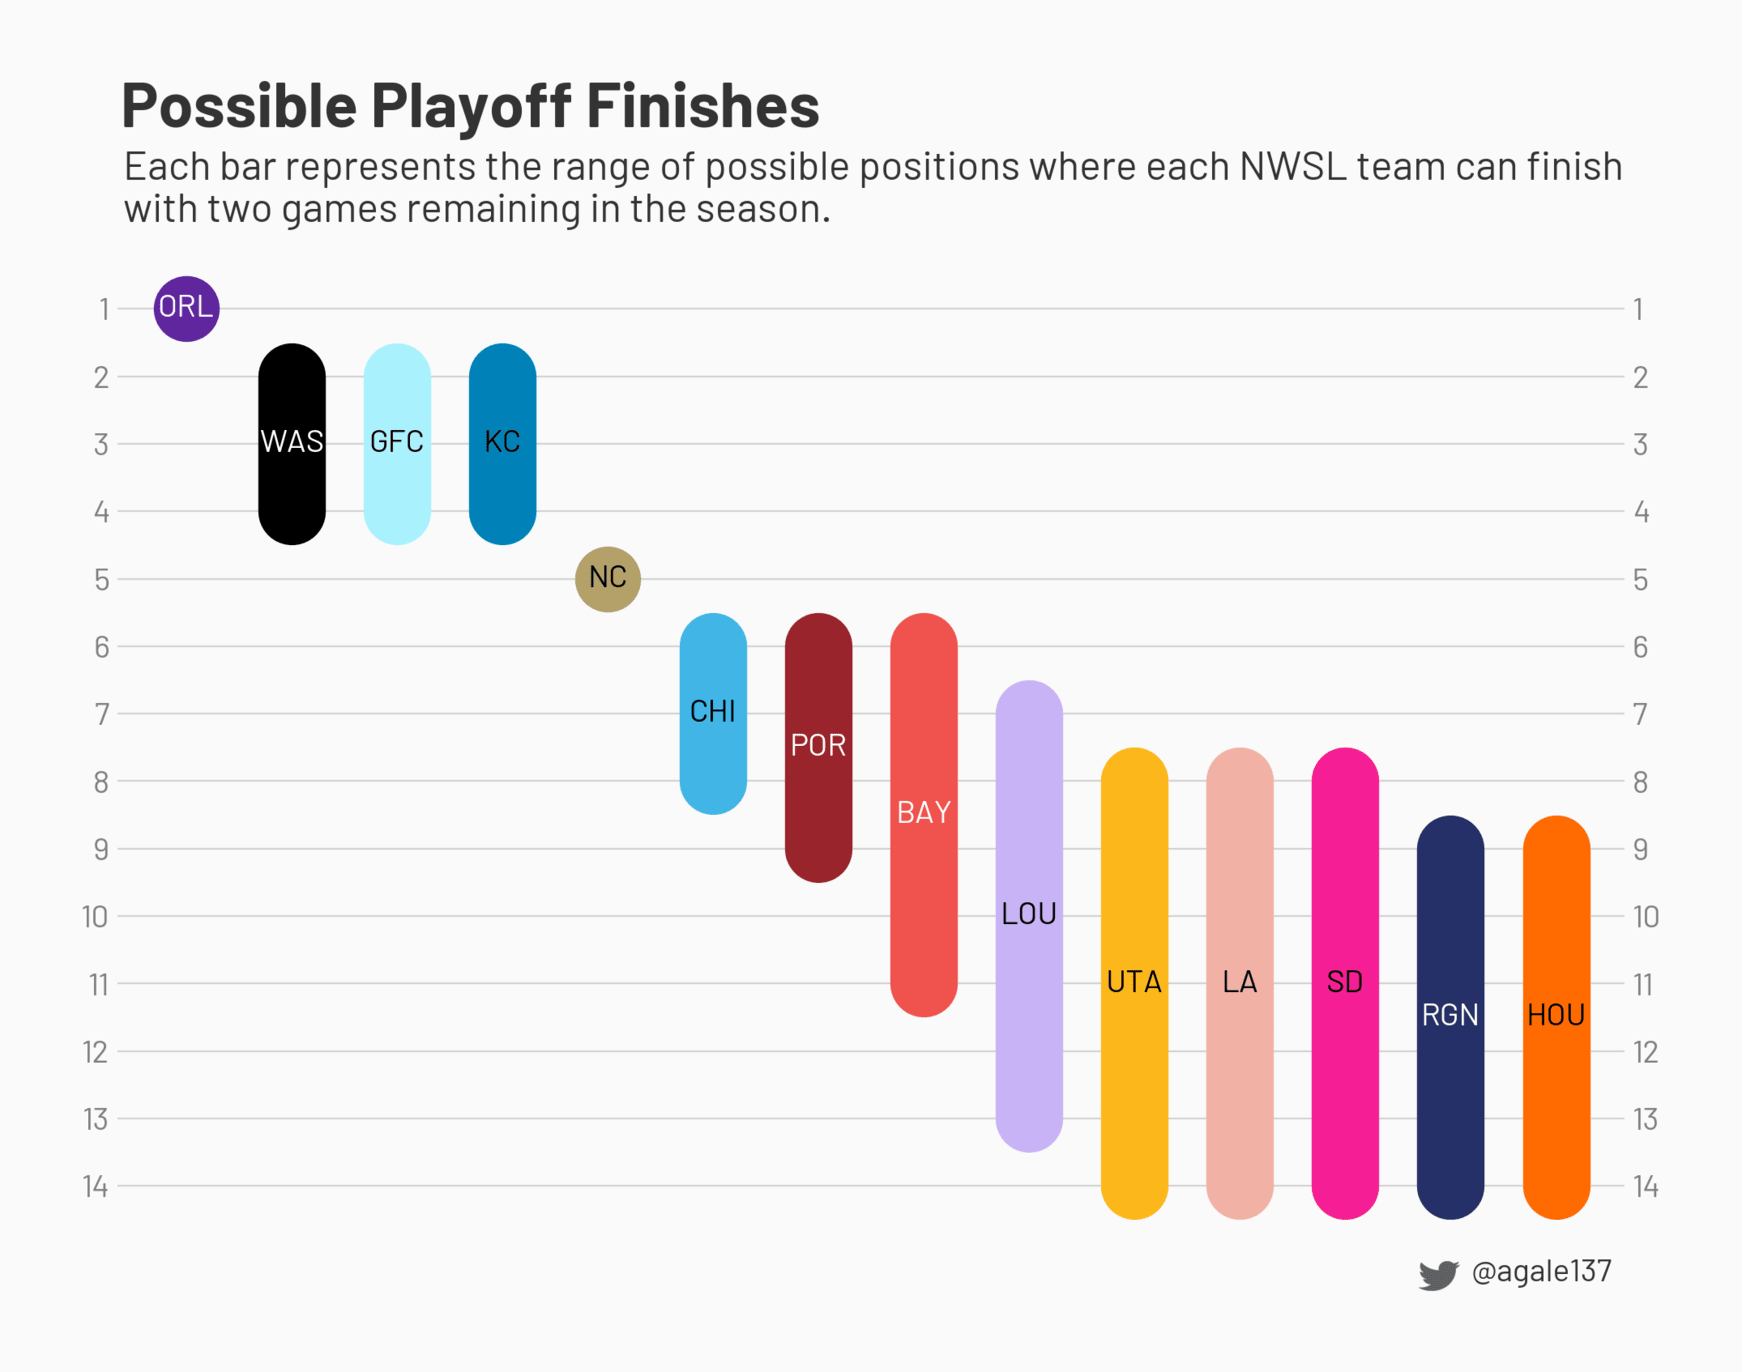 Possible Playoff Finishes
Each bar represents the range of possible positions where each NWSL team can finish
with two games remaining in the season.
1 ORL 1
2 2
3 WAS GFC KC 3
4 4
5 NC 5
6 6
7 CHI 7
POR
8 8
BAY
9 9
10 LOU 10
11 UTA LA SD 11
RGN HOU
12 12
13 13
14 14
@agale137